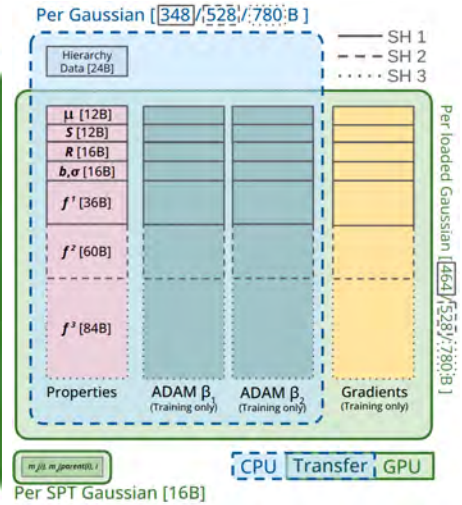 Per Gaussian [ 348 / 528 / 780 B ]
SH 1
SH 2
SH 3
Hierarchy
Data [24B]
μ [12B]
S [12B]
R [16B]
b,σ [16B]
f¹ [36B]
f² [60B]
f³ [84B]
Properties
ADAM β₁
(Training only)
ADAM β₂
(Training only)
Gradients
(Training only)
Per loaded Gaussian [ 464 / 528 / 780 B ]
Per SPT Gaussian [16B]
CPU Transfer GPU